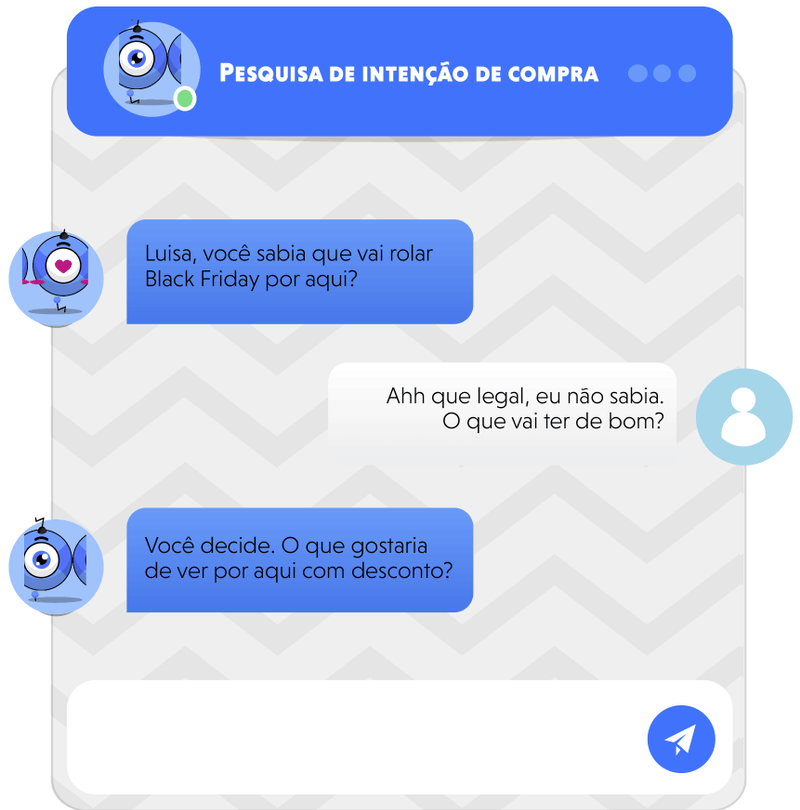 PESQUISA DE INTENÇÃO DE COMPRA
Luisa, você sabia que vai rolar
Black Friday por aqui?
Ahh que legal, eu não sabia.
O que vai ter de bom?
Você decide. O que gostaria
de ver por aqui com desconto?